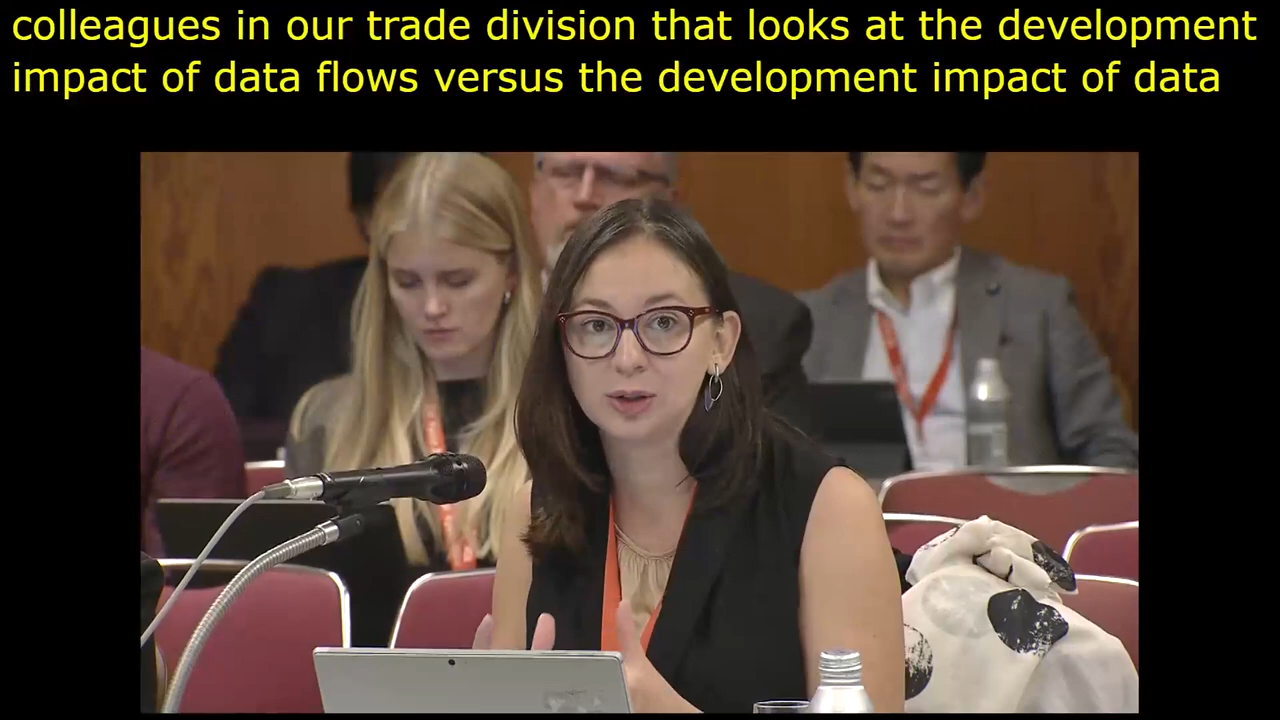 colleagues in our trade division that looks at the development
impact of data flows versus the development impact of data